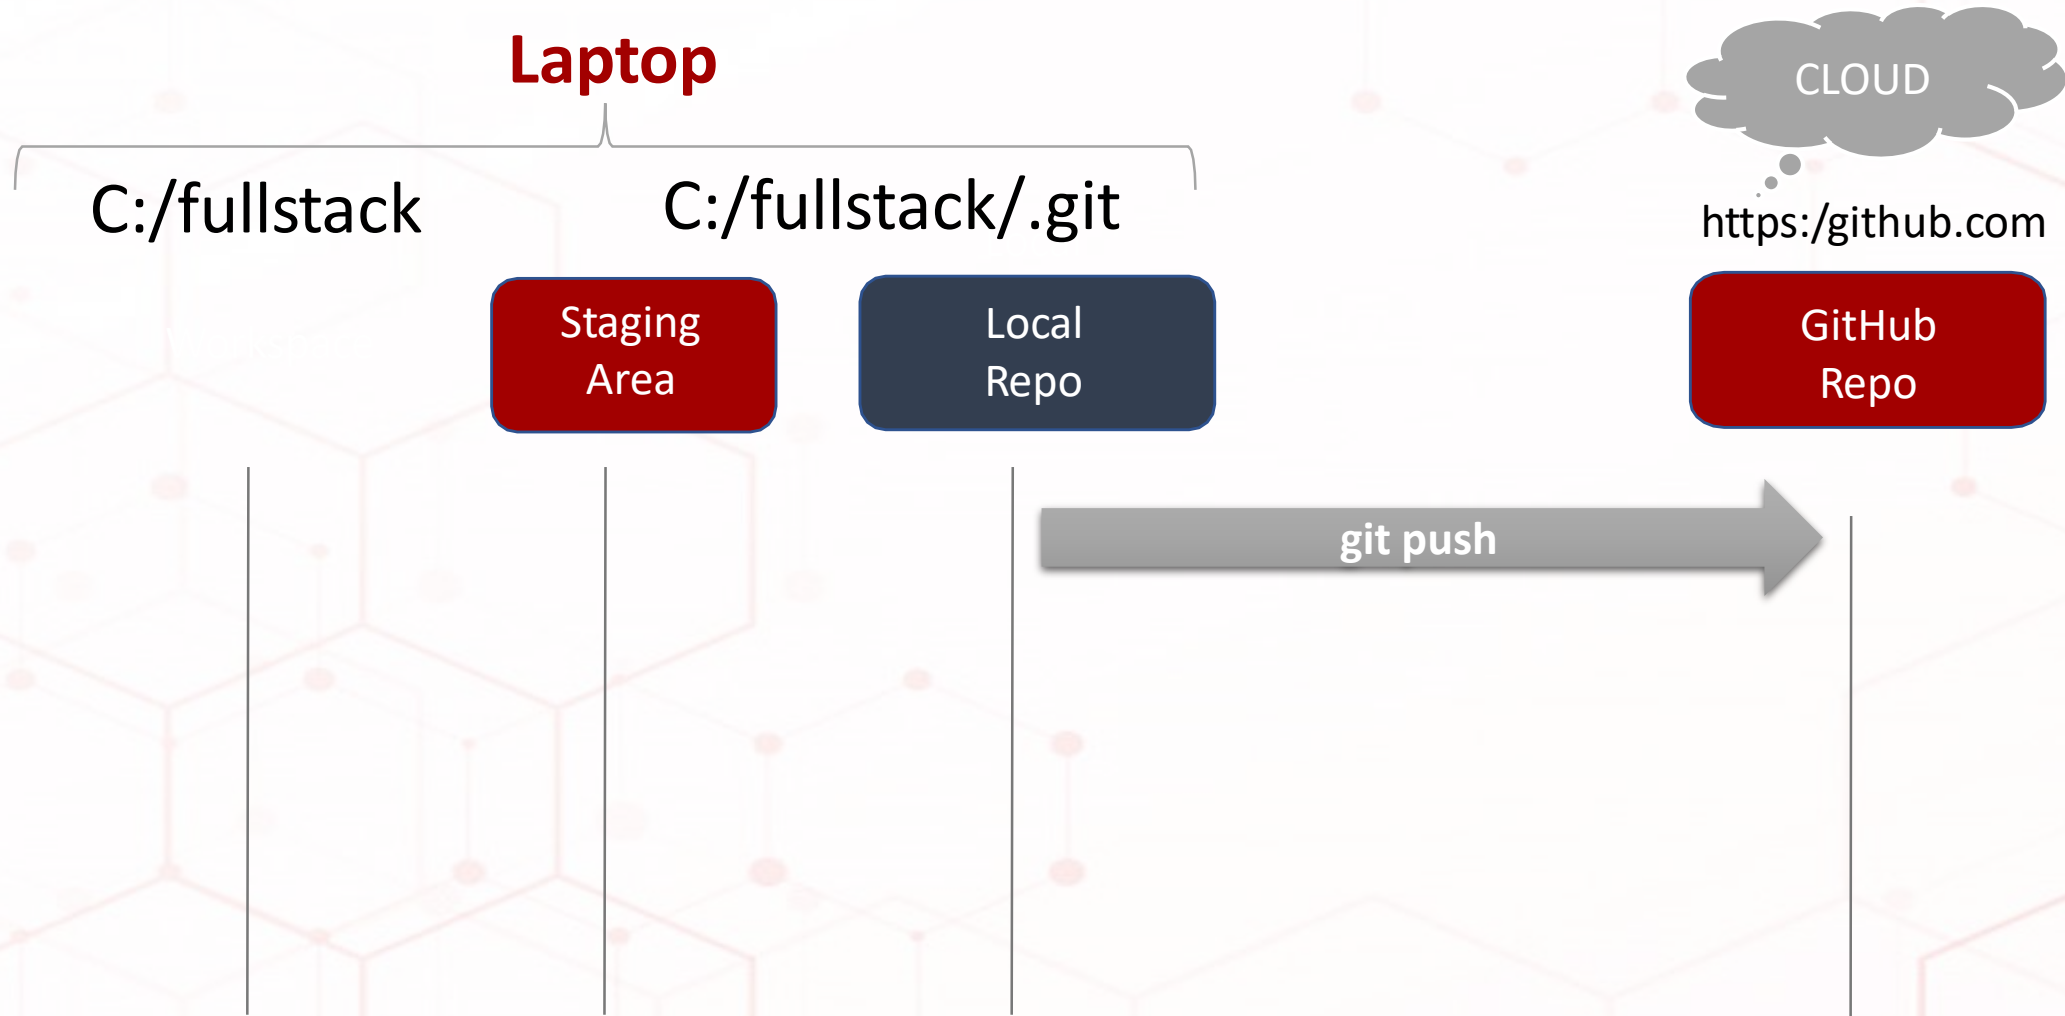 Laptop
CLOUD
C:/fullstack
C:/fullstack/.git
https:/github.com
Staging
Area
Local
Repo
GitHub
Repo
git push